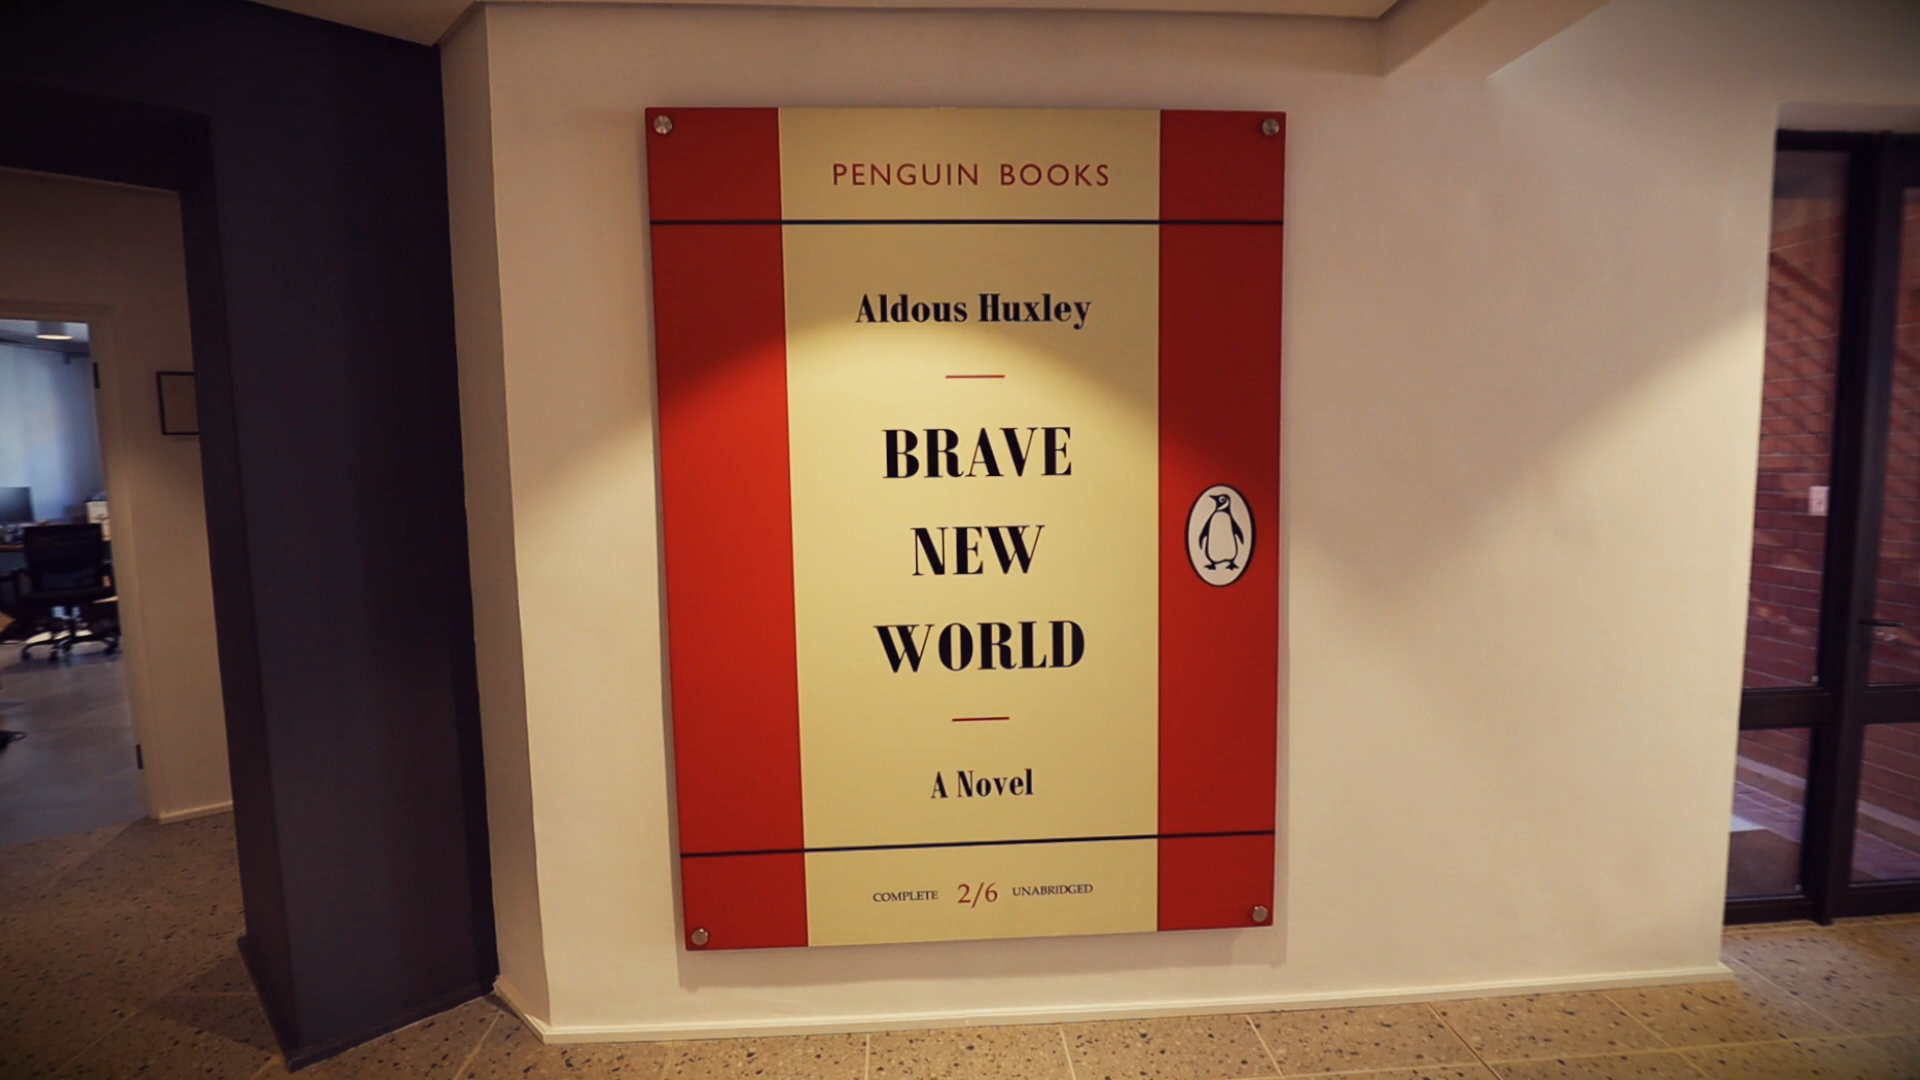 PENGUIN BOOKS
Aldous Huxley
BRAVE
NEW
WORLD
A Novel
COMPLETE 2/6 UNABRIDGED